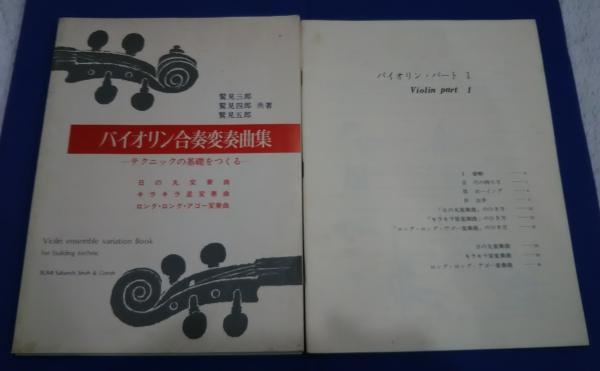 鷲見三郎
鷲見四郎 共著
鷲見五郎
バイオリン合奏変奏曲集
―テクニックの基礎をつくる―
日の丸変奏曲
キラキラ星変奏曲
ロング・ロング・アゴー変奏曲
Violin ensemble variation Book
for building technic
SUMI Saburoh, Siroh & Goroh
バイオリン・パート 1
Violin part 1
「日の丸変奏曲」のひき方
「キラキラ星変奏曲」のひき方
「ロング・ロング・アゴー変奏曲」のひき方
日の丸変奏曲
キラキラ星変奏曲
ロング・ロング・アゴー変奏曲